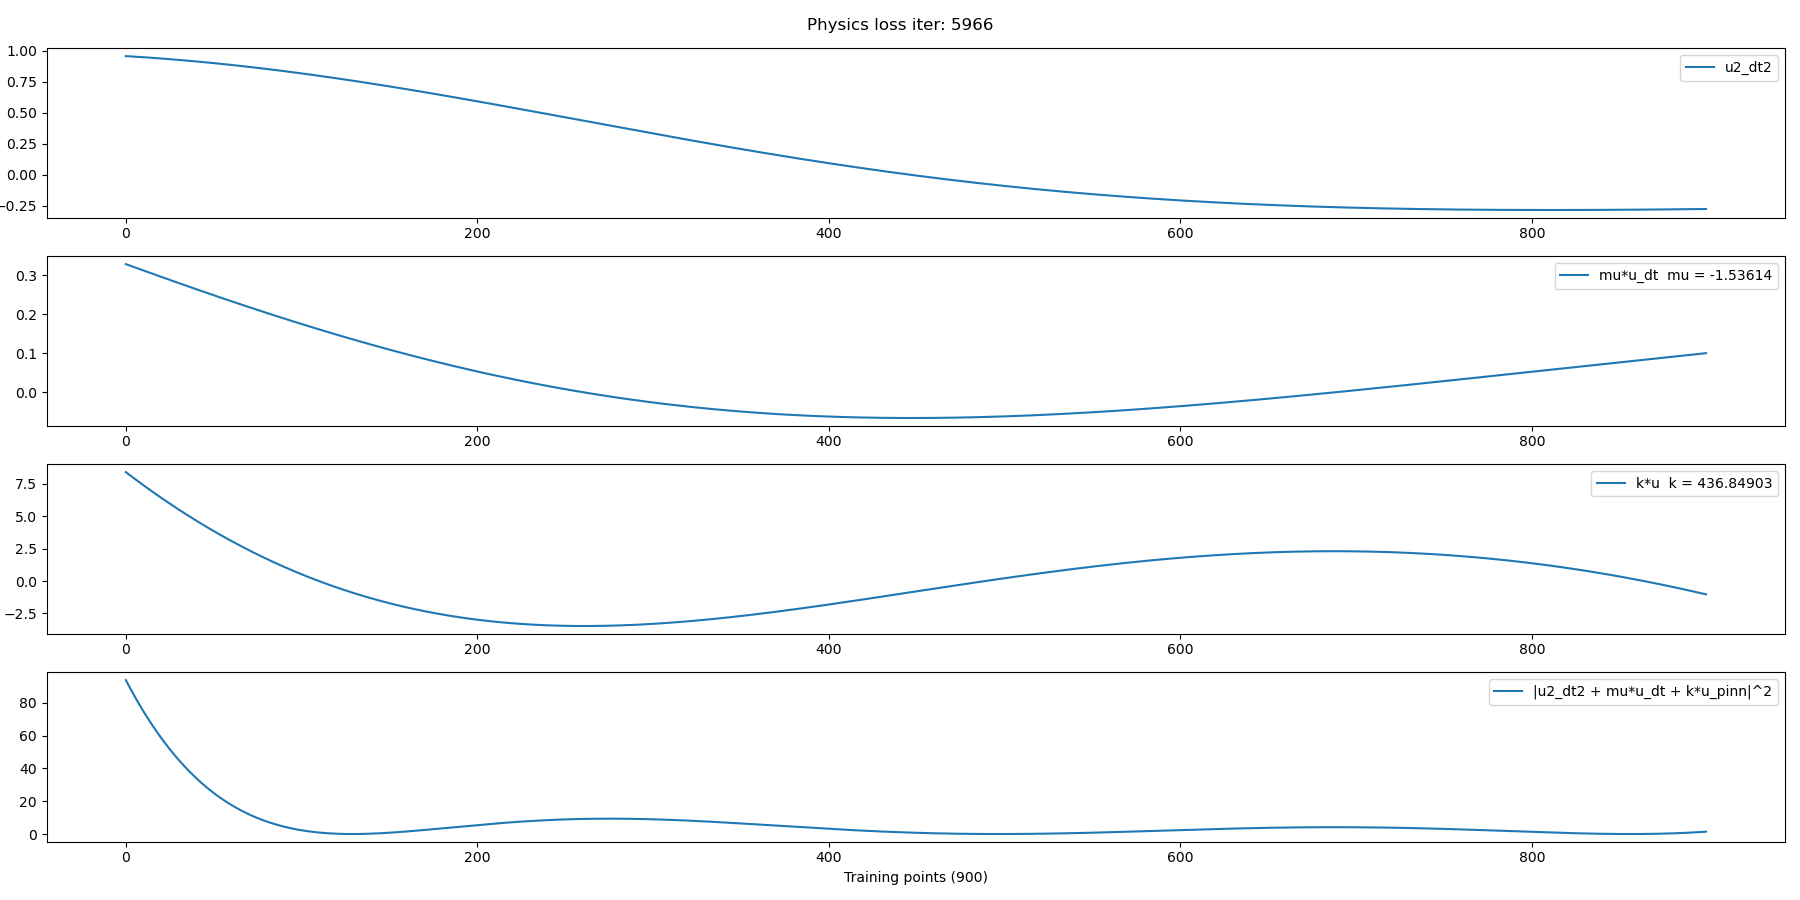 Physics loss iter: 5966
1.00
0.75
0.50
0.25
0.00
−0.25
u2_dt2
0 200 400 600 800
0.3
0.2
0.1
0.0
mu*u_dt  mu = -1.53614
0 200 400 600 800
7.5
5.0
2.5
0.0
−2.5
k*u  k = 436.84903
0 200 400 600 800
80
60
40
20
0
|u2_dt2 + mu*u_dt + k*u_pinn|^2
0 200 400 600 800
Training points (900)